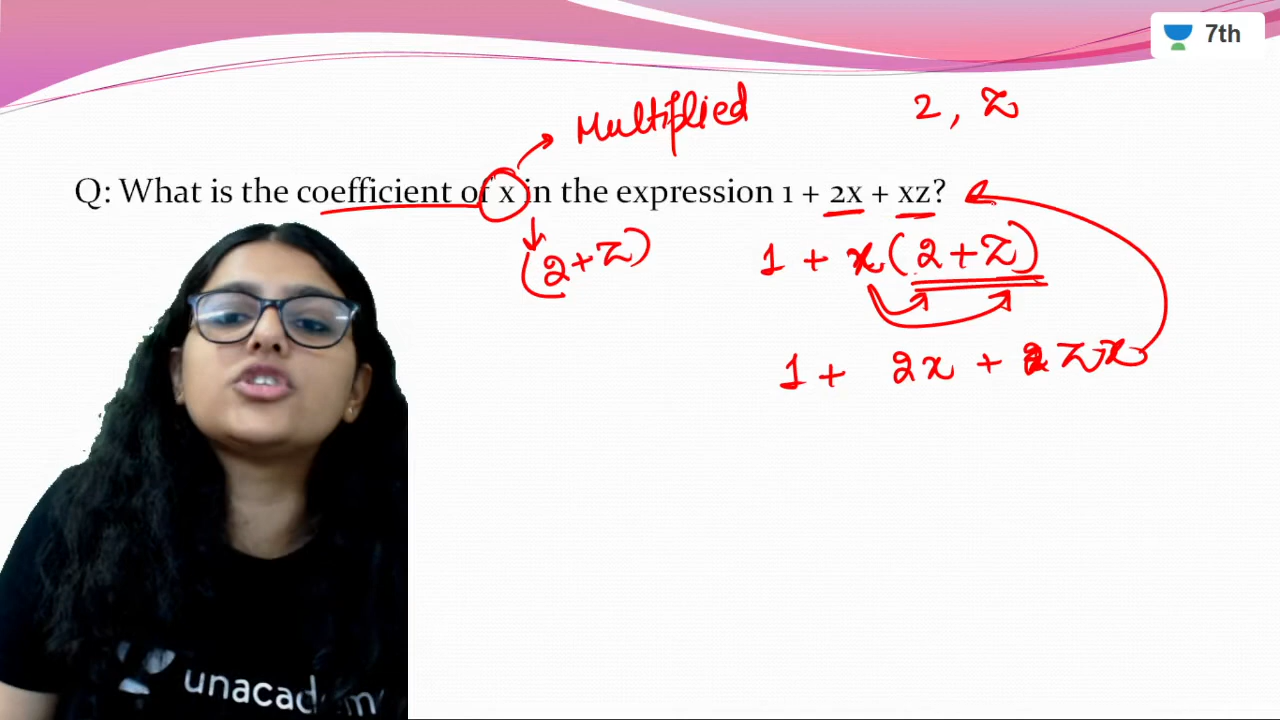 7th
Multiplied
2, z
Q: What is the coefficient of x in the expression 1 + 2x + xz?
(2+z)
1 + x(2+z)
1 + 2x + zx
unacadem